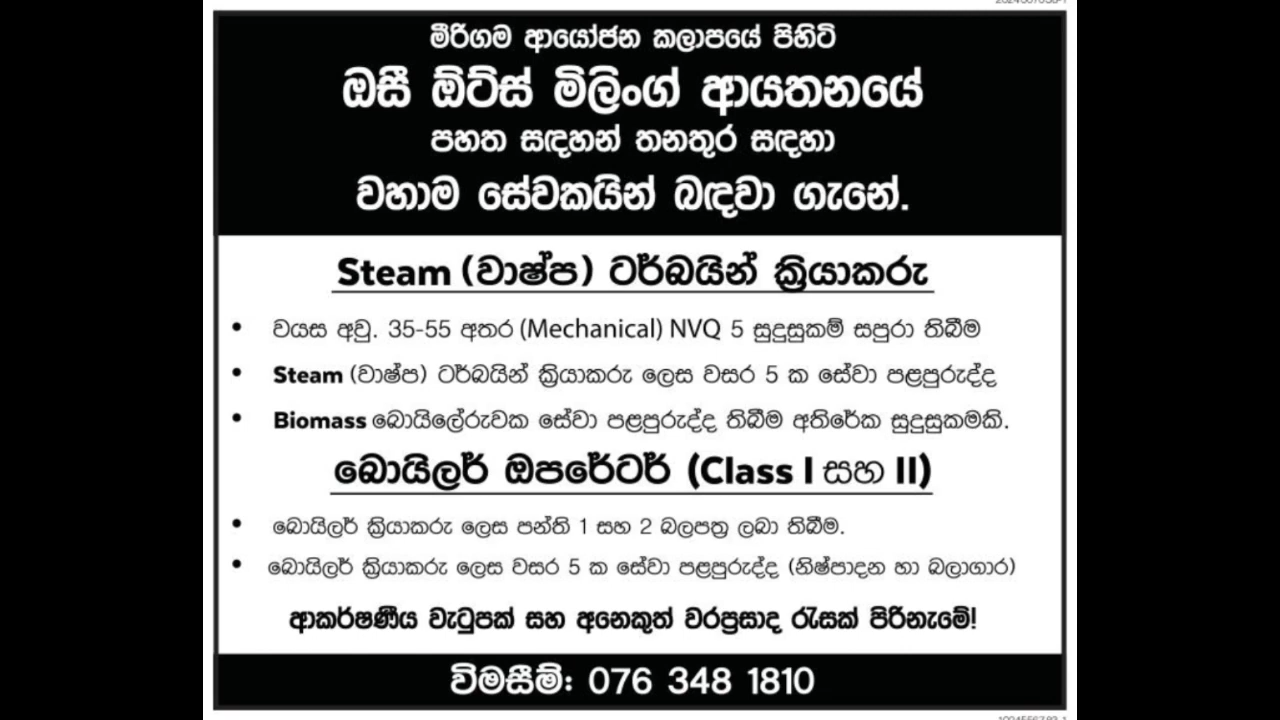 මීරිගම ආයෝජන කලාපයේ පිහිටි
ඔසී ඕට්ස් මිලිංග් ආයතනයේ
පහත සඳහන් තනතුර සඳහා
වහාම සේවකයින් බඳවා ගැනේ.
Steam (වාෂ්ප) ටර්බයින් ක්‍රියාකරු
• වයස අවු. 35-55 අතර (Mechanical) NVQ 5 සුදුසුකම් සපුරා තිබීම
• Steam (වාෂ්ප) ටර්බයින් ක්‍රියාකරු ලෙස වසර 5 ක සේවා පළපුරුද්ද
• Biomass බොයිලේරුවක සේවා පළපුරුද්ද තිබීම අතිරේක සුදුසුකමකි.
බොයිලර් ඔපරේටර් (Class I සහ II)
• බොයිලර් ක්‍රියාකරු ලෙස පන්ති 1 සහ 2 බලපත්‍ර ලබා තිබීම.
• බොයිලර් ක්‍රියාකරු ලෙස වසර 5 ක සේවා පළපුරුද්ද (නිෂ්පාදන හා බලාගාර)
ආකර්ෂණීය වැටුපක් සහ අනෙකුත් වරප්‍රසාද රැසක් පිරිනැමේ!
විමසීම්: 076 348 1810